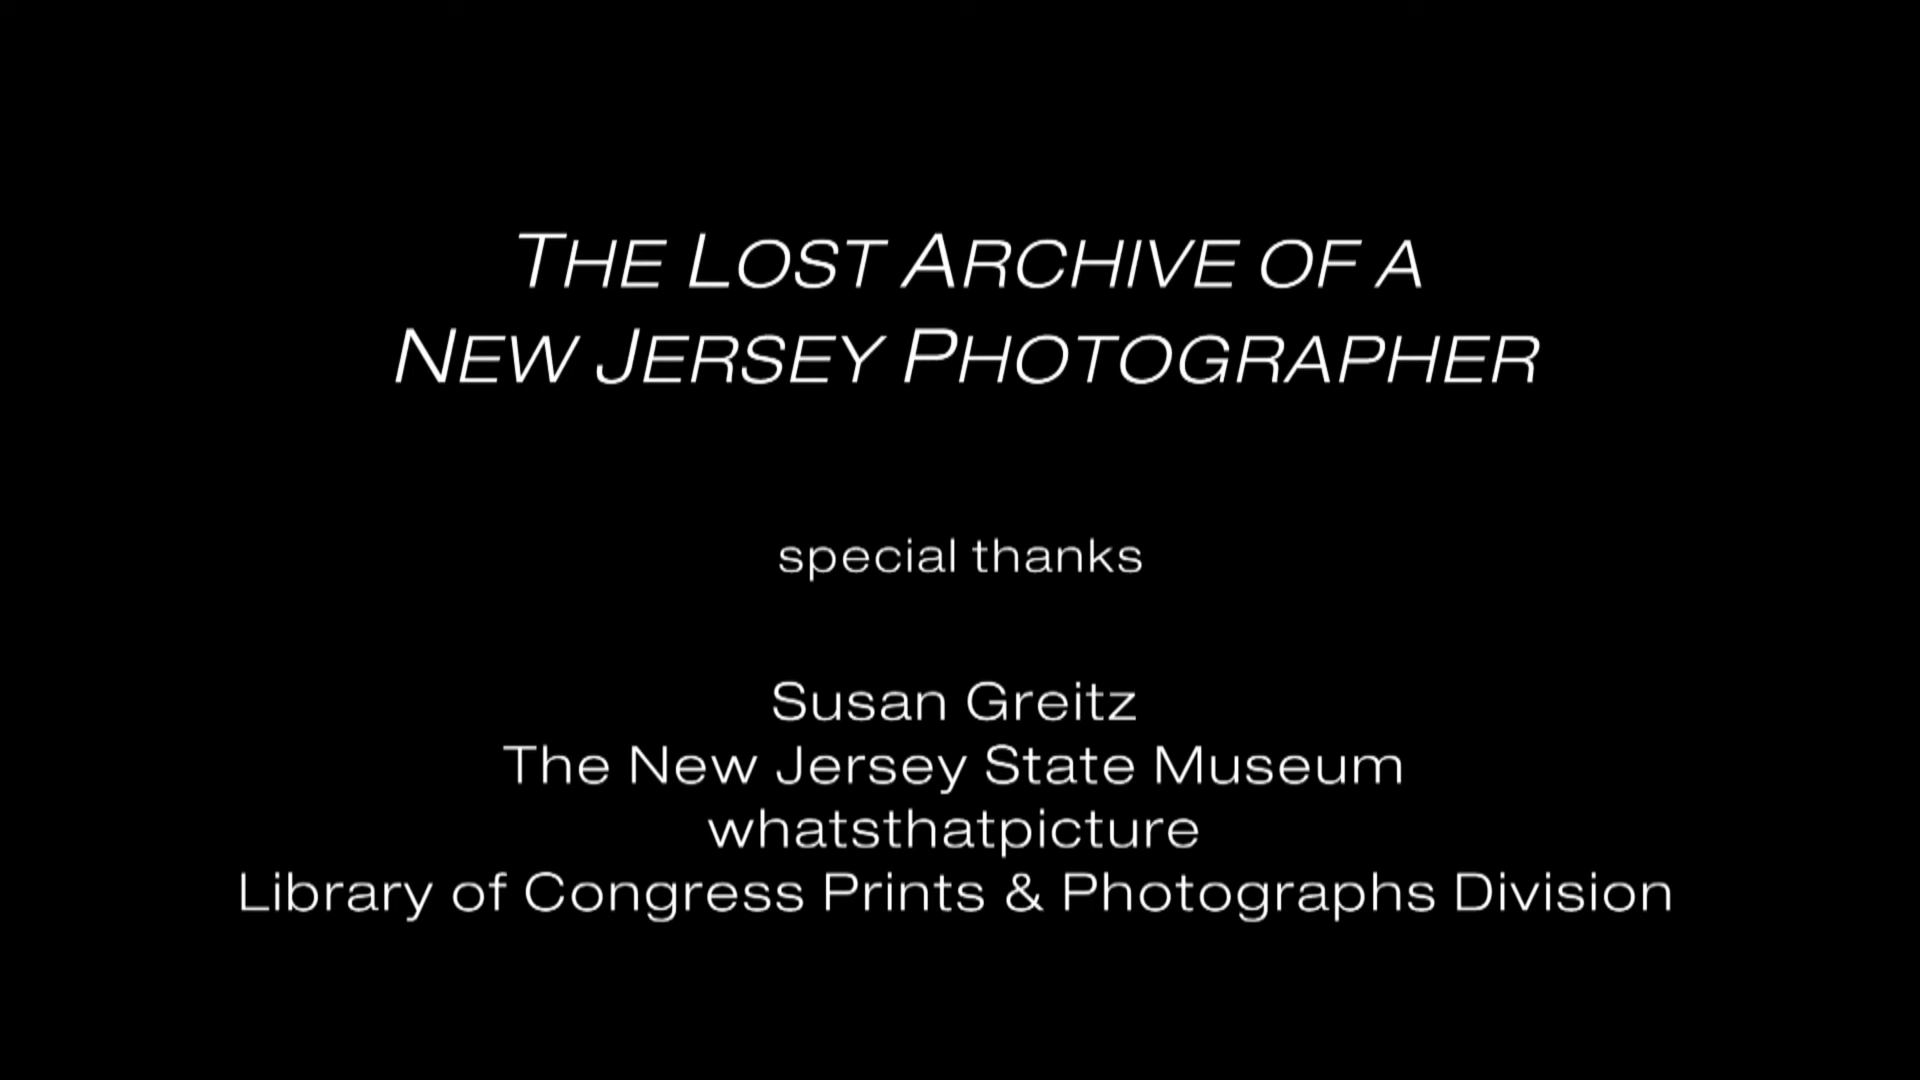 THE LOST ARCHIVE OF A
NEW JERSEY PHOTOGRAPHER
special thanks
Susan Greitz
The New Jersey State Museum
whatsthatpicture
Library of Congress Prints & Photographs Division